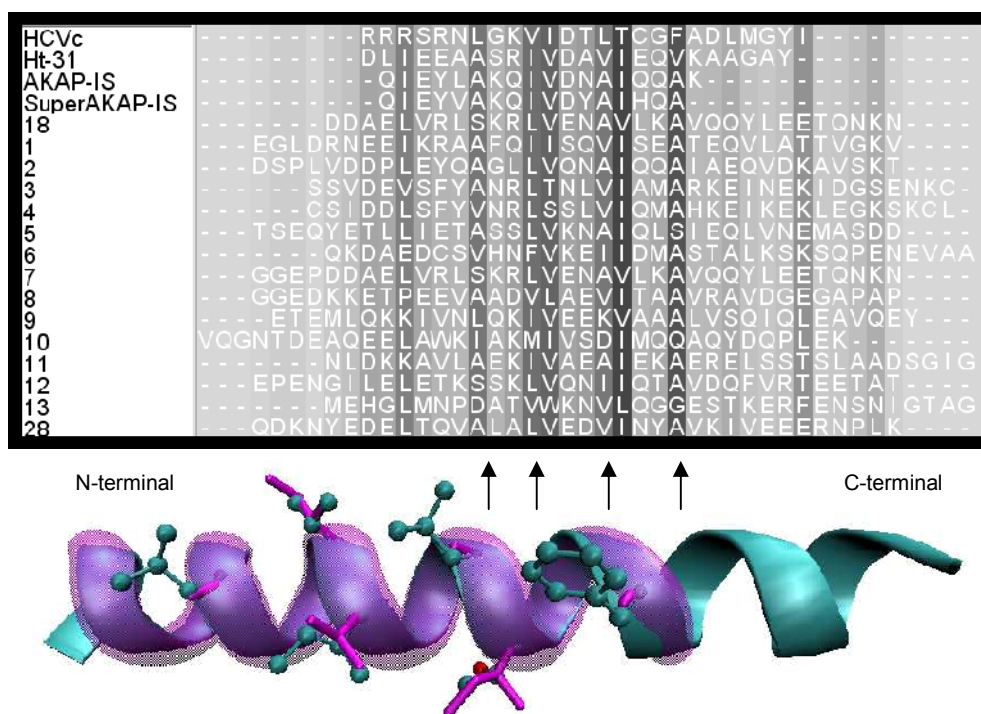 HCVc ---------RRRSRNLGKVIDTLTCGFADLMGYI---------
Ht-31 ---------DLIEEAASRIVDAVIEQVKAAGAY----------
AKAP-IS ----------QIEYLAKQIVDNAIQQAK---------------
SuperAKAP-IS ----------QIEYVAKQIVDYAIHQA----------------
18 -------DDAELVRLSKRLVENAVLKAVQQYLEETQNKN----
1 ---EGLDRNEEIKRAAFQIISQVISEATEQVLATTVGKV----
2 ---DSPLVDDPLEYQAGLLVQNAIQQAIAEQVDKAVSKT----
3 ------SSVDEVSFYANRLTNLVIAMARKEINEKIDGSENKC-
4 ------CSIDDLSFYVNRLSSLVIQMAHKEIKEKLEGKSKCL-
5 ---TSEQYETLLIETASSLVKNAIQLSIEQLVNEMASDD----
6 -------QKDAEDCSVHNFVKEIIDMASTALKSKSQPENEVAA
7 ---GGEPDDAELVRLSKRLVENAVLKAVQQYLEETQNKN----
8 ---GGEDKKETPEEVAADVLAEVITAAVRAVDGEGAPAP----
9 ----ETEMLQKKIVNLQKIVEEKVAAALVSQIQLEAVQEY---
10 VQGNTDEAQEELAWKIAKMIVSDIMQQAQYDQPLEK-------
11 -------NLDKKAVLAEKIVAEAIEKAERELSSTSLAADSGIG
12 ---EPENGILELETKSSKLVQNIIQTAVDQFVRTEETAT----
13 -------MEHGLMNPDATVWKNVLQGGESTKERFENSNIGTAG
28 ---QDKNYEDELTQVALALVEDVINYAVKIVEEERNPLK----
N-terminal C-terminal